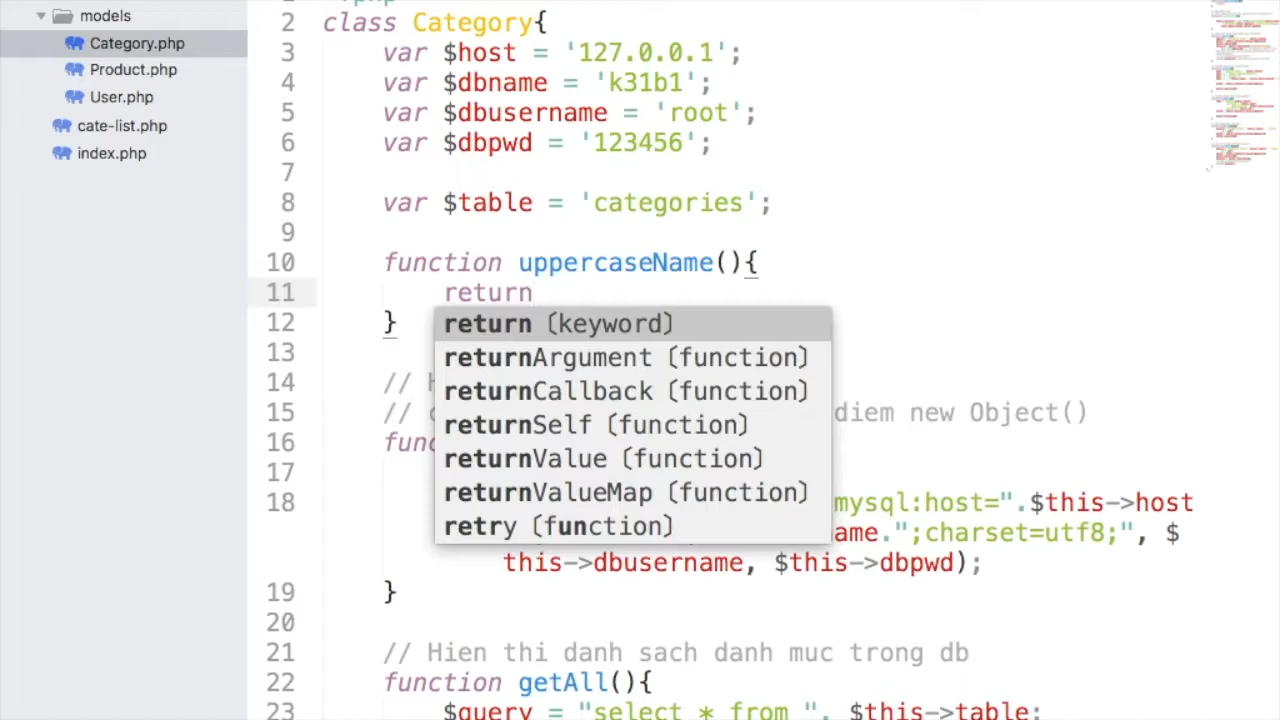 models
Category.php
Product.php
User.php
cate-list.php
index.php
2 class Category{
3 var $host = '127.0.0.1';
4 var $dbname = 'k31b1';
5 var $dbusername = 'root';
6 var $dbpwd = '123456';
7
8 var $table = 'categories';
9
10 function uppercaseName(){
11 return
12 }
13
14 //
15 // diem new Object()
16
17
18 mysql:host=".$this->host
;charset=utf8;", $
this->dbusername, $this->dbpwd);
19 }
20
21 // Hien thi danh sach danh muc trong db
22 function getAll(){
23 $query = "select * from ". $this->table;
return (keyword)
returnArgument (function)
returnCallback (function)
returnSelf (function)
returnValue (function)
returnValueMap (function)
retry (function)